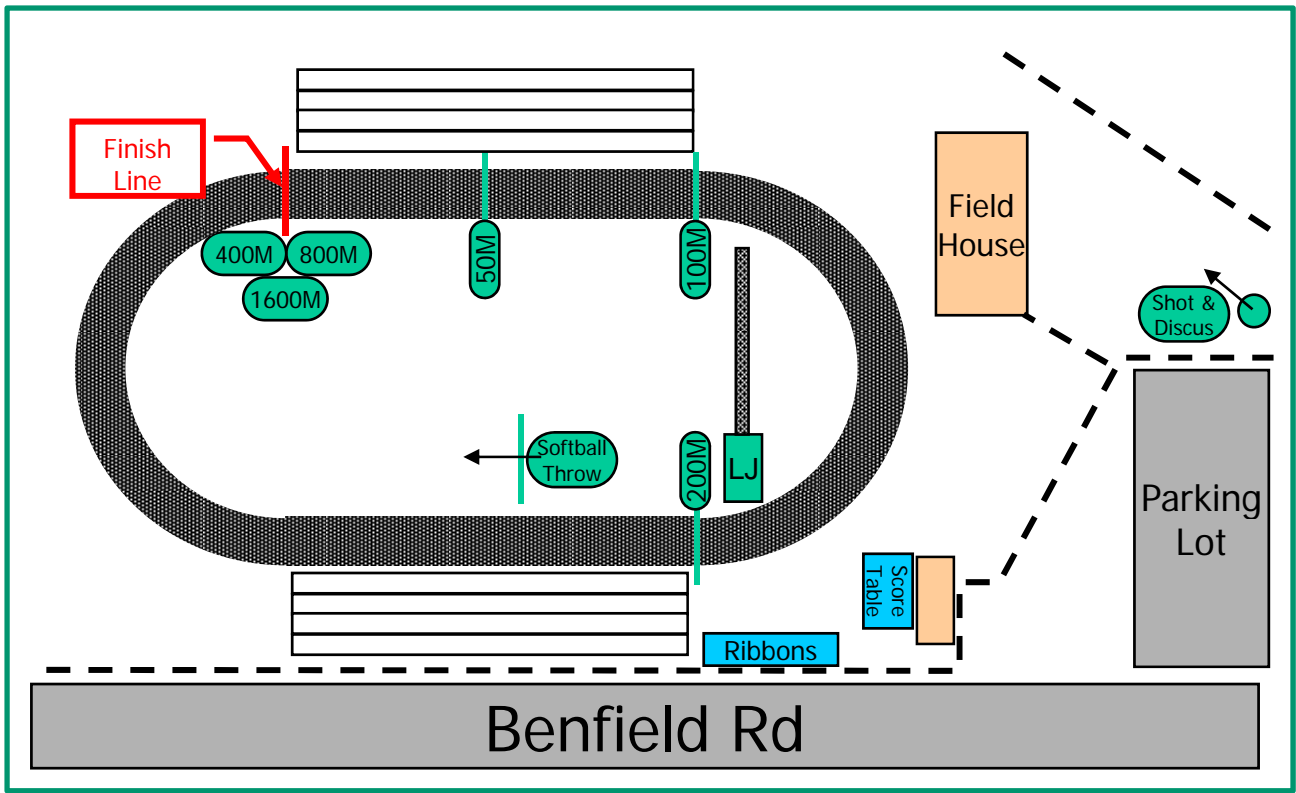 Finish
Line
400M
800M
1600M
50M
100M
Field
House
Shot &
Discus
Softball
Throw
200M
LJ
Parking
Lot
Score
Table
Ribbons
Benfield Rd